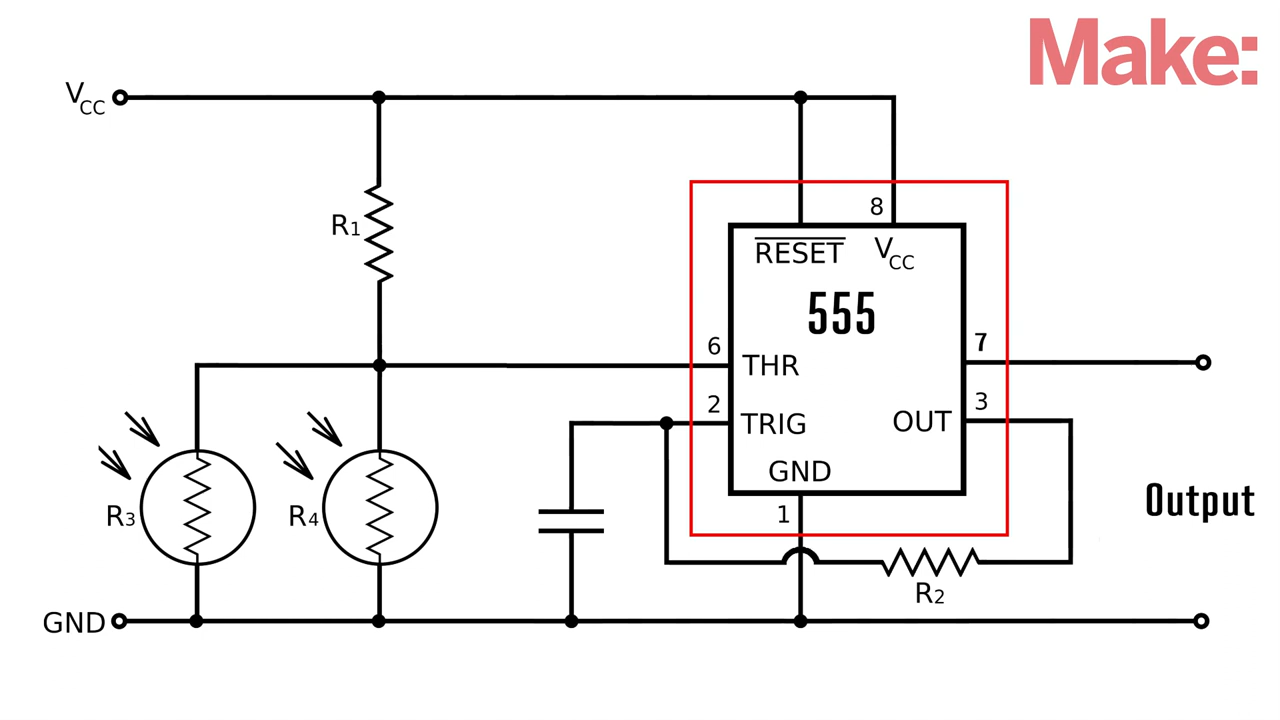 Make:
VCC
8
RESET VCC
R1
555
6
7
THR
2
3
TRIG
OUT
GND
1
Output
R3
R4
R2
GND